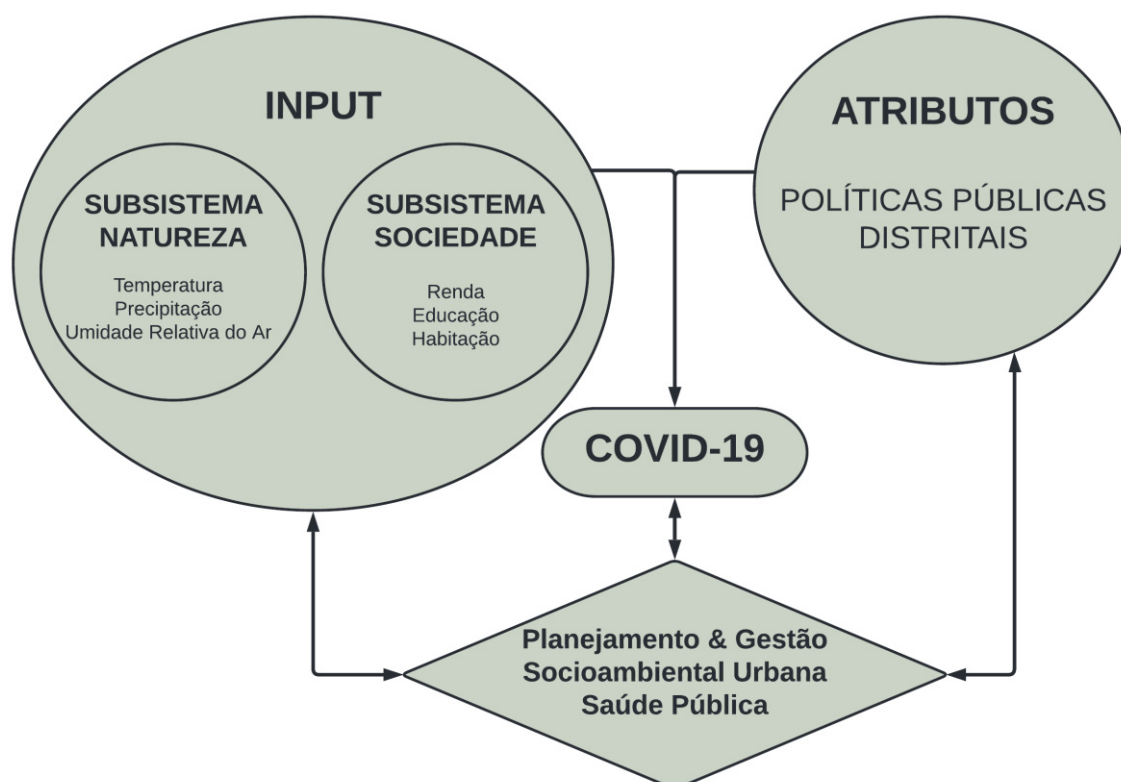 INPUT
SUBSISTEMA
NATUREZA
Temperatura
Precipitação
Umidade Relativa do Ar
SUBSISTEMA
SOCIEDADE
Renda
Educação
Habitação
ATRIBUTOS
POLÍTICAS PÚBLICAS
DISTRITAIS
COVID-19
Planejamento & Gestão
Socioambiental Urbana
Saúde Pública